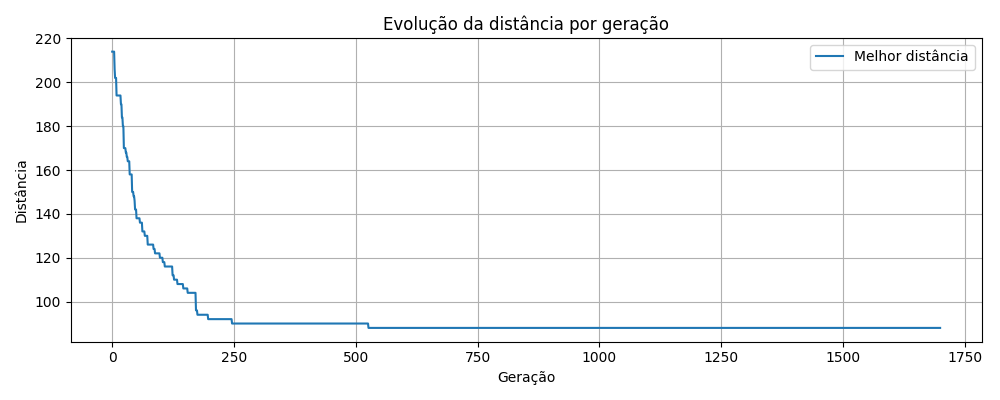 Evolução da distância por geração
Melhor distância
Distância
220
200
180
160
140
120
100
0 250 500 750 1000 1250 1500 1750
Geração